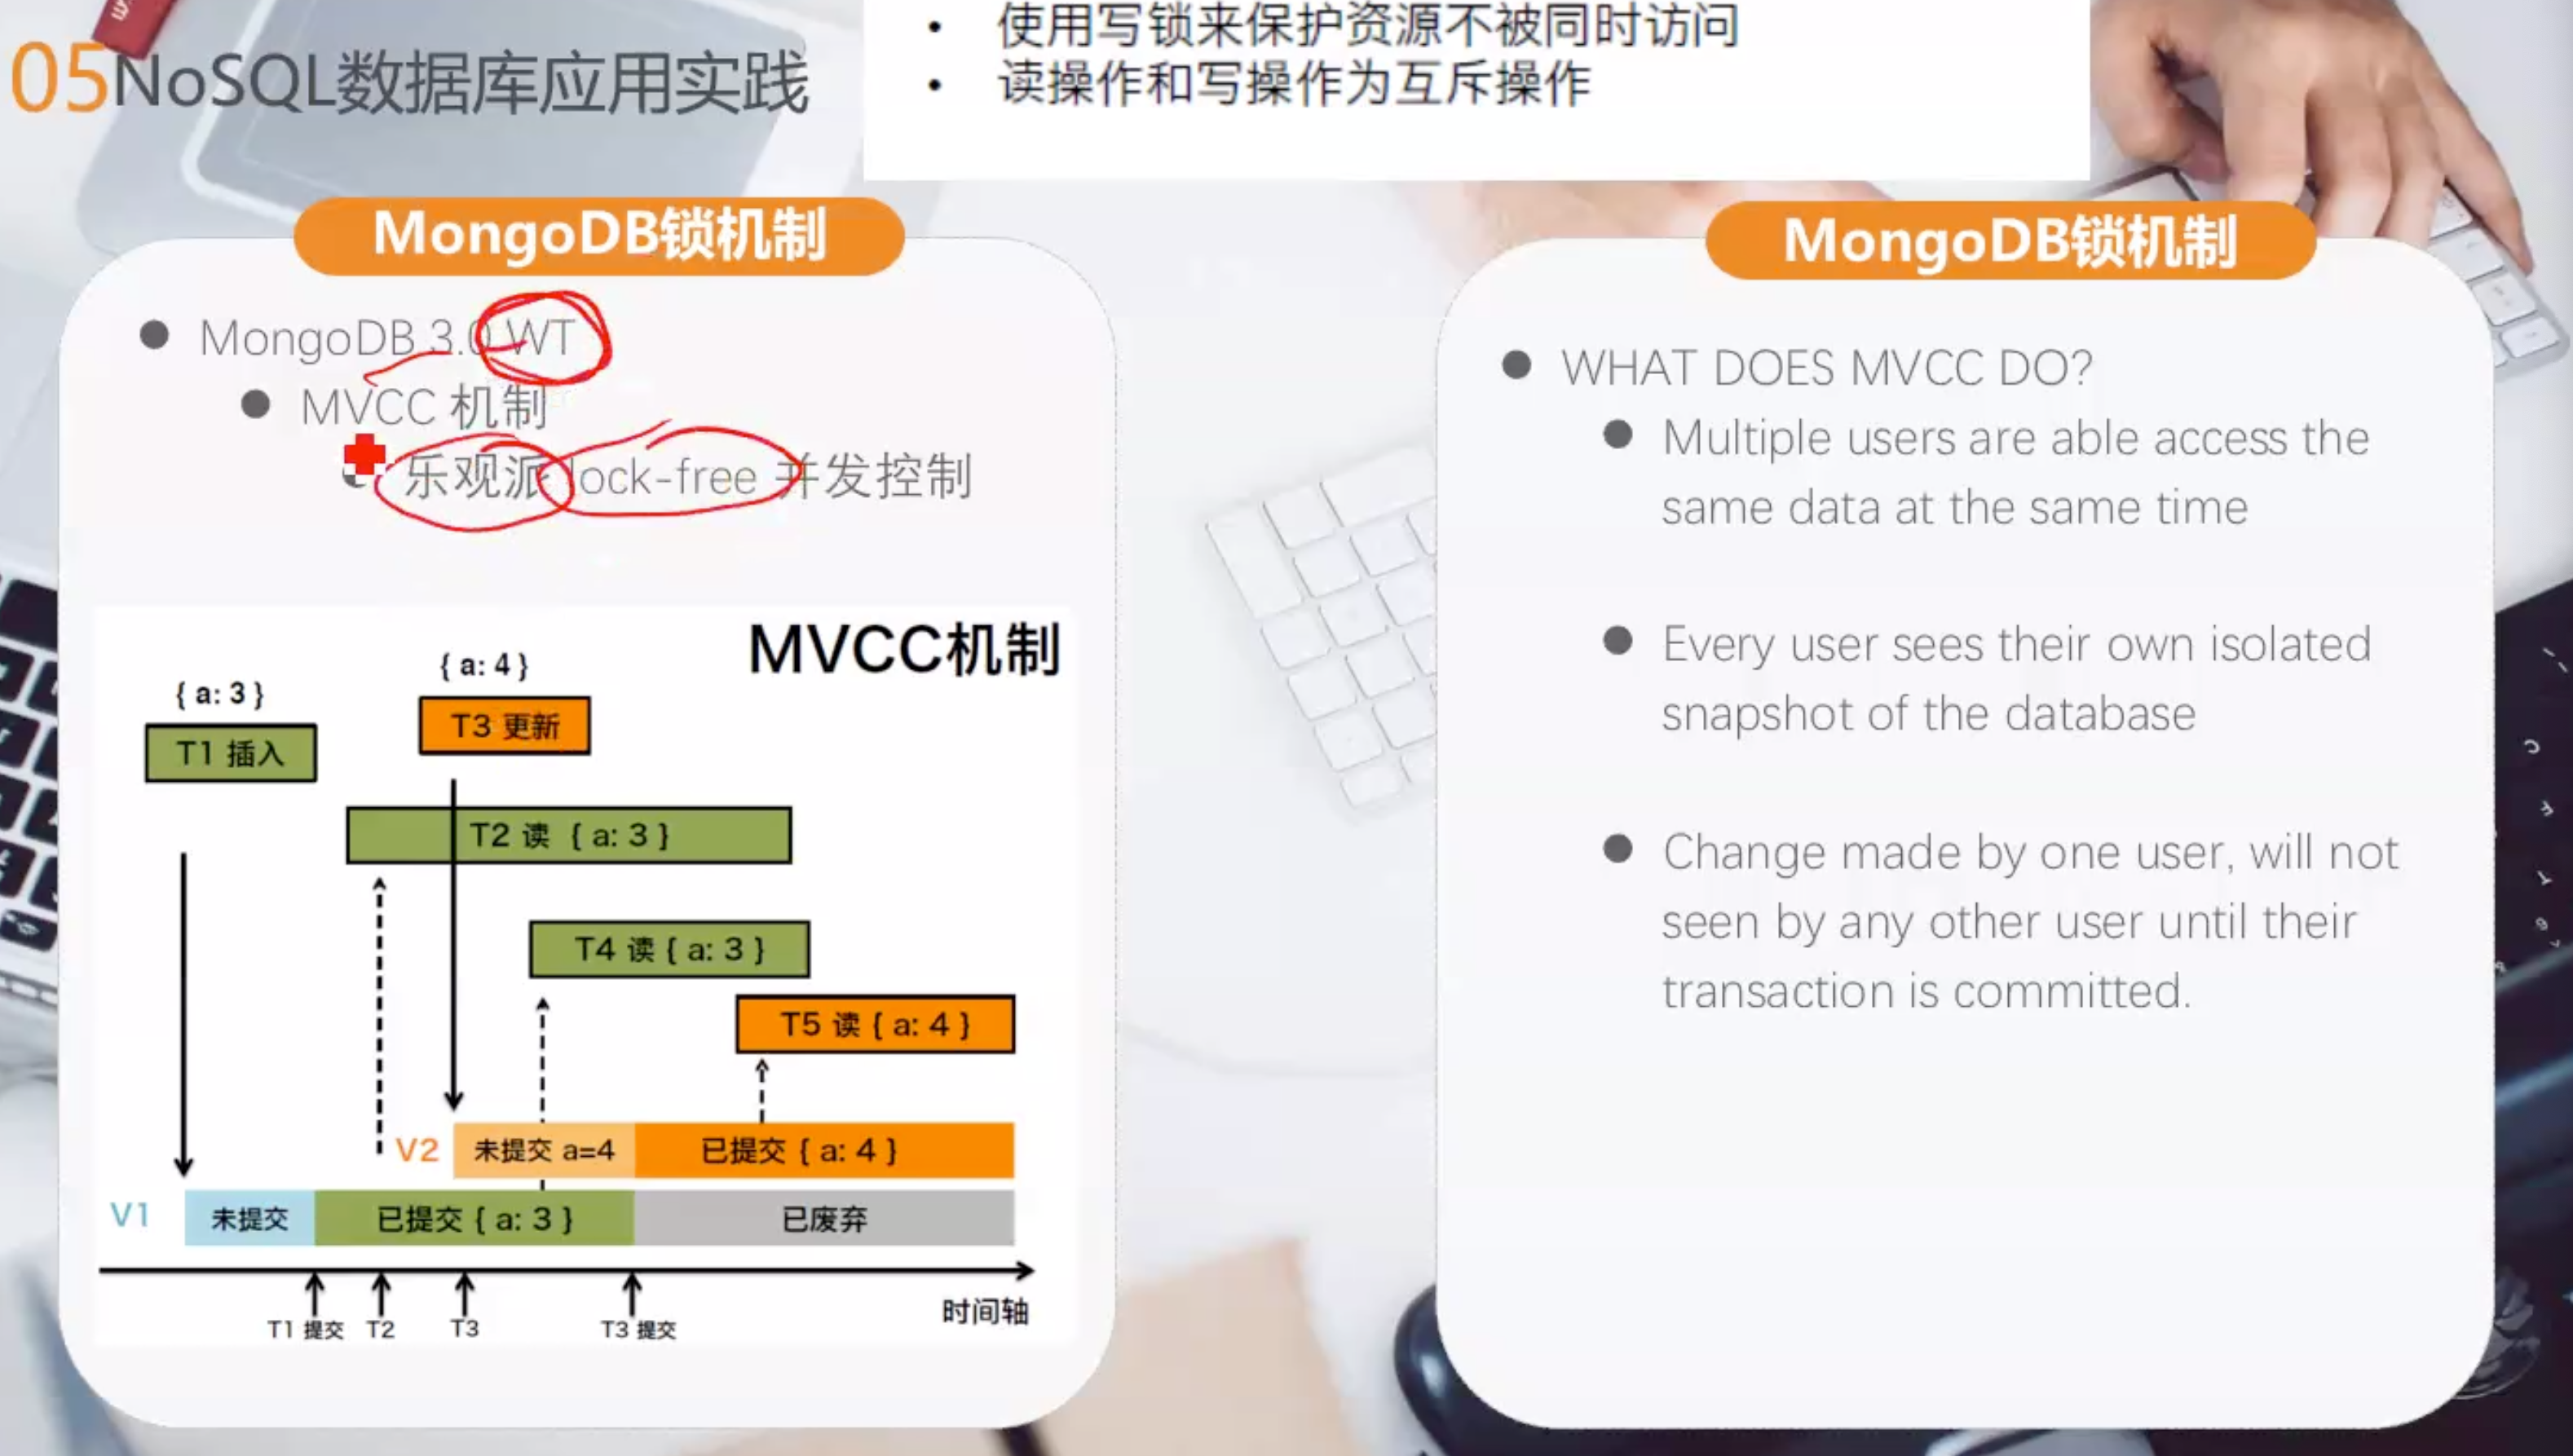 • 使用写锁来保护资源不被同时访问
• 读操作和写操作为互斥操作
05NoSQL数据库应用实践
MongoDB锁机制
● MongoDB 3.0 WT
● MVCC 机制
乐观派 lock-free 并发控制
MVCC机制
{ a: 4 }
{ a: 3 }
T3 更新
T1 插入
T2 读 { a: 3 }
T4 读 { a: 3 }
T5 读 { a: 4 }
V2 未提交 a=4 已提交 { a: 4 }
V1 未提交 已提交 { a: 3 } 已废弃
时间轴
T1 提交 T2 T3 T3 提交
MongoDB锁机制
● WHAT DOES MVCC DO?
● Multiple users are able access the
same data at the same time
● Every user sees their own isolated
snapshot of the database
● Change made by one user, will not
seen by any other user until their
transaction is committed.